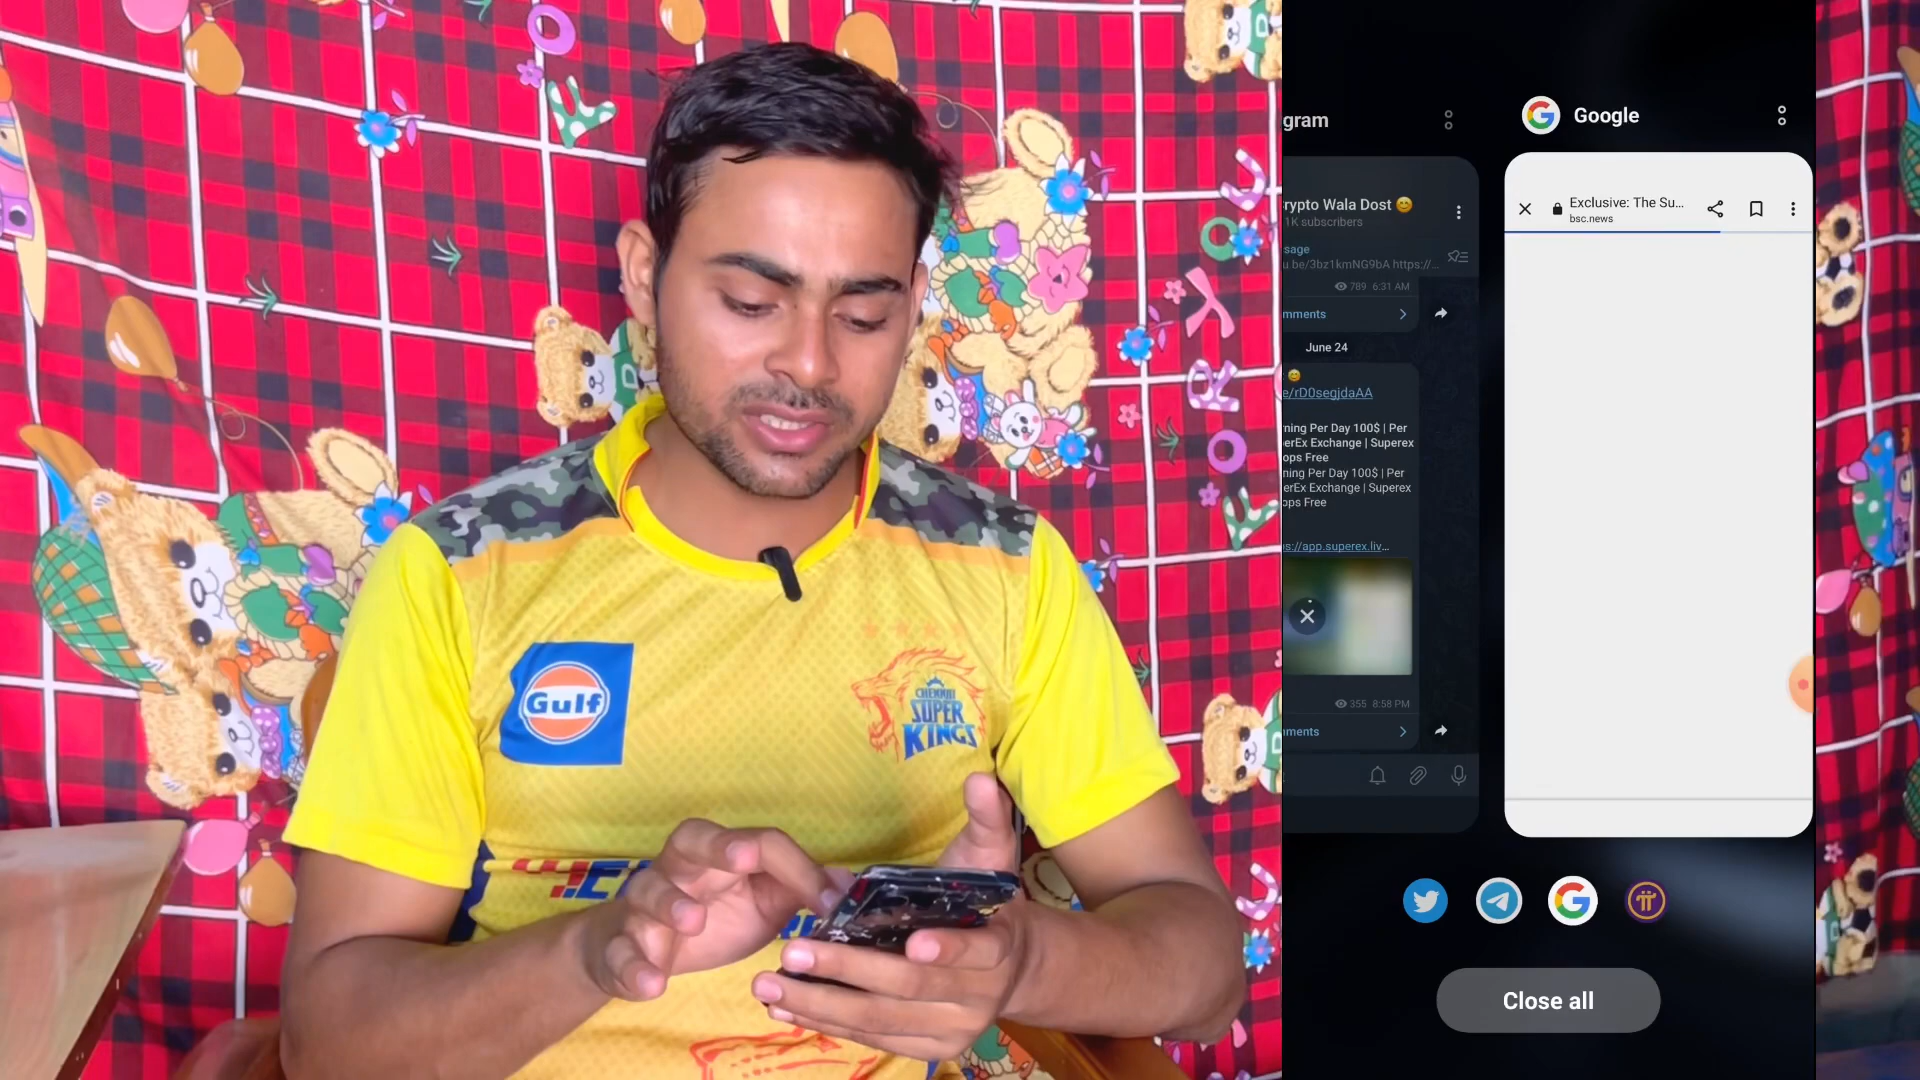 Gulf
CHENNAI
SUPER
KINGS
gram
Google
rypto Wala Dost 😊
1K subscribers
sage
u be/3bz1kmNG9bA https://...
789 6:31 AM
mments
June 24
😊
e/rD0segjdaAA
rning Per Day 100$ | Per
erEx Exchange | Superex
ops Free
ning Per Day 100$ | Per
erEx Exchange | Superex
ops Free
s://app.superex.liv...
355 8:58 PM
mments
Exclusive: The Su...
bsc.news
Close all